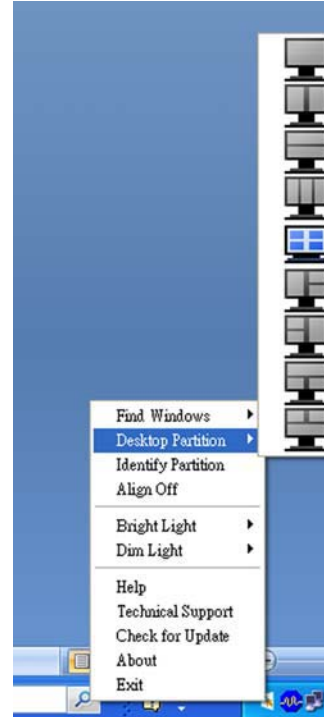 Find Windows
Desktop Partition
Identify Partition
Align Off
Bright Light
Dim Light
Help
Technical Support
Check for Update
About
Exit